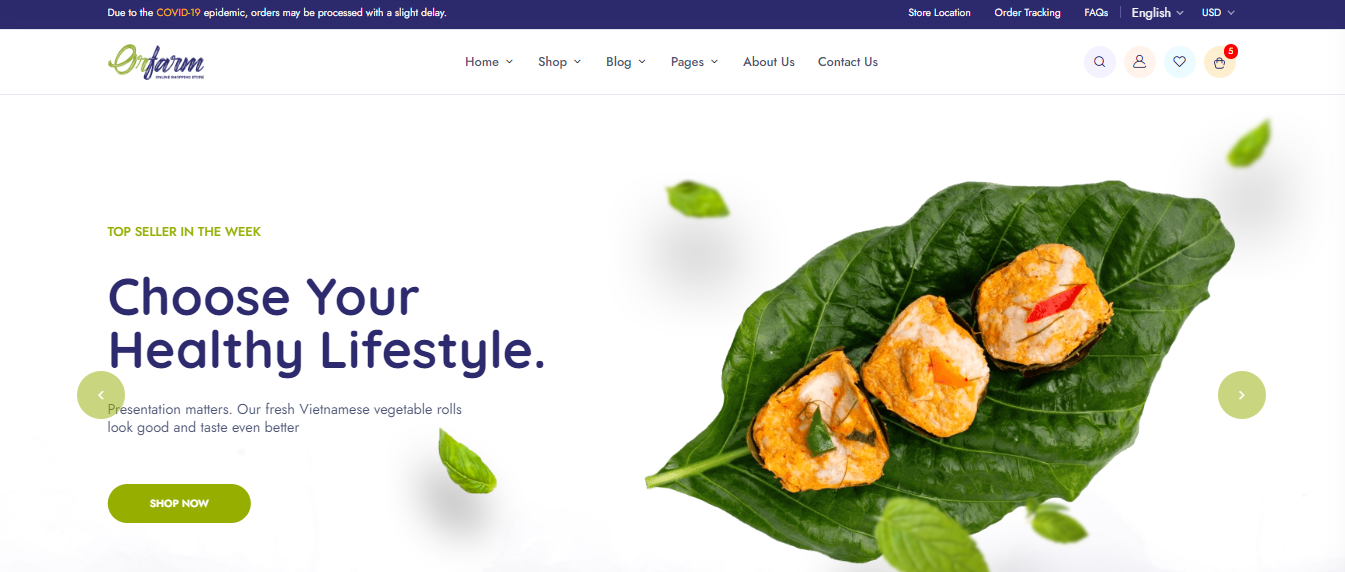 Due to the COVID-19 epidemic, orders may be processed with a slight delay.
Store Location Order Tracking FAQs English USD
Orfarm
ONLINE SHOPPING STORE
Home Shop Blog Pages About Us Contact Us
5
TOP SELLER IN THE WEEK
Choose Your
Healthy Lifestyle.
Presentation matters. Our fresh Vietnamese vegetable rolls
look good and taste even better
SHOP NOW